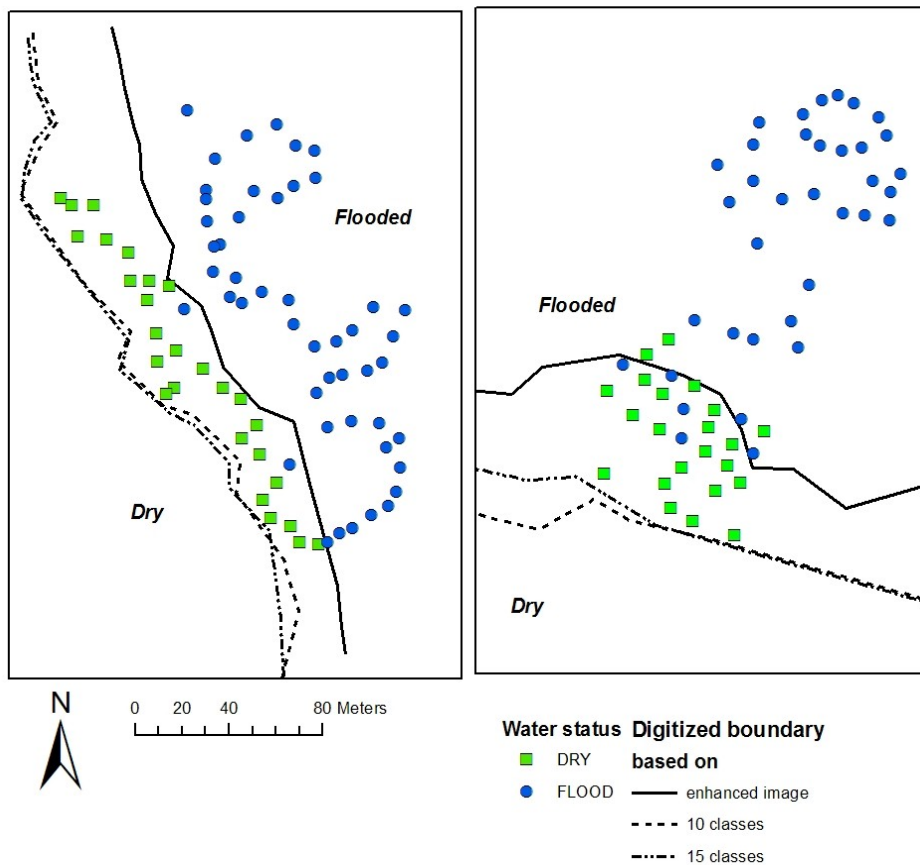 Flooded
Dry
Flooded
Dry
N
0 20 40 80 Meters
Water status
DRY
FLOOD
Digitized boundary
based on
enhanced image
10 classes
15 classes